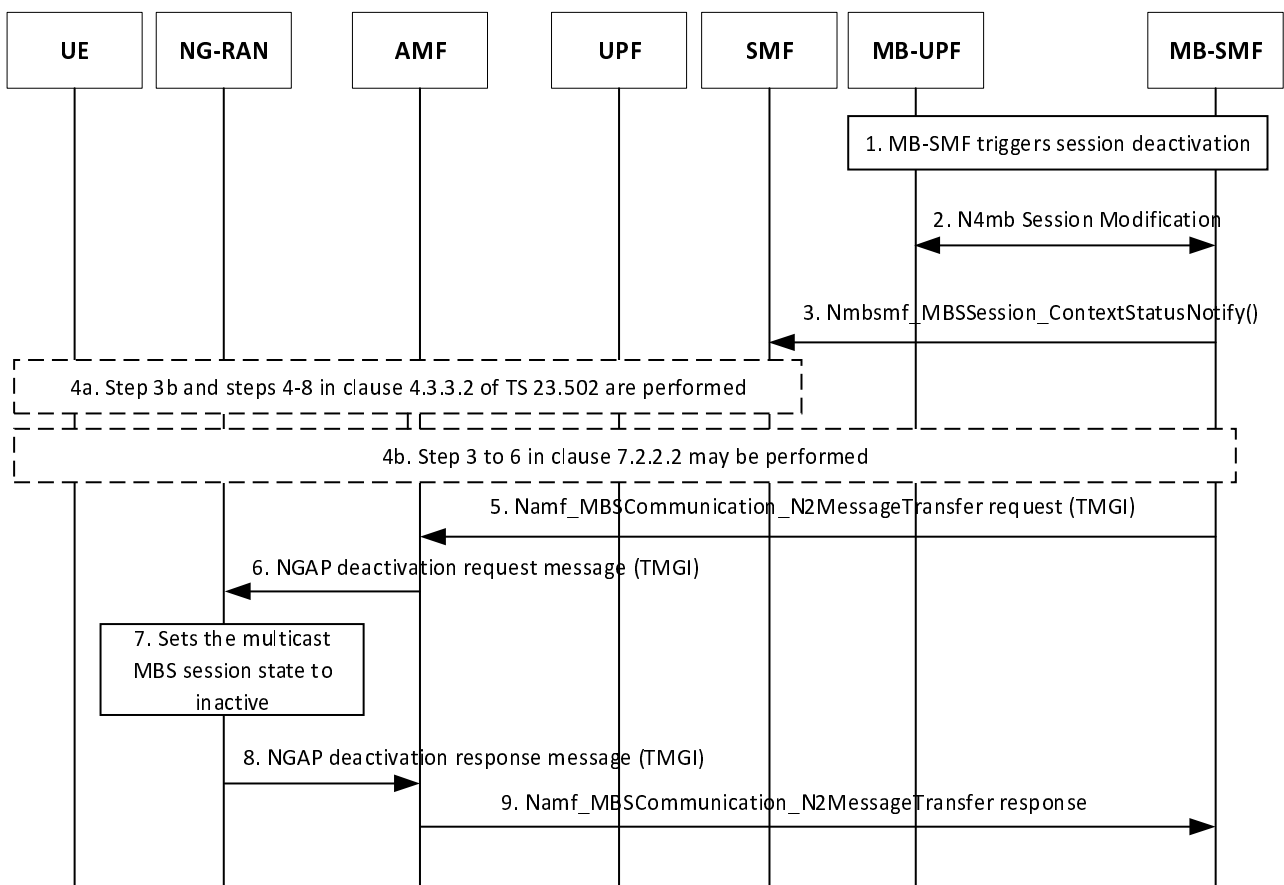 UE
NG-RAN
AMF
UPF
SMF
MB-UPF
MB-SMF
1. MB-SMF triggers session deactivation
2. N4mb Session Modification
3. Nmbsmf_MBSSession_ContextStatusNotify()
4a. Step 3b and steps 4-8 in clause 4.3.3.2 of TS 23.502 are performed
4b. Step 3 to 6 in clause 7.2.2.2 may be performed
5. Namf_MBSCommunication_N2MessageTransfer request (TMGI)
6. NGAP deactivation request message (TMGI)
7. Sets the multicast
MBS session state to
inactive
8. NGAP deactivation response message (TMGI)
9. Namf_MBSCommunication_N2MessageTransfer response